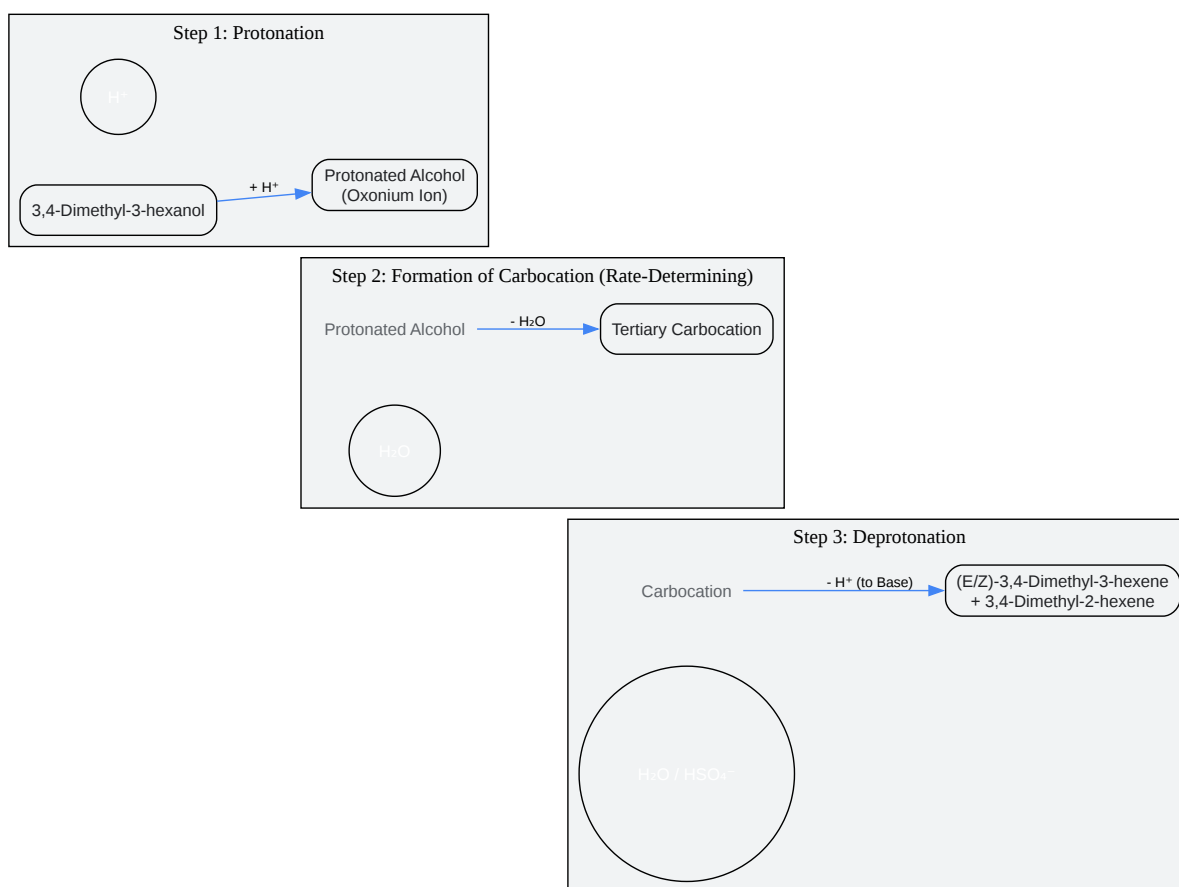 Step 1: Protonation
H⁺
+ H⁺
3,4-Dimethyl-3-hexanol
Protonated Alcohol
(Oxonium Ion)
Step 2: Formation of Carbocation (Rate-Determining)
Protonated Alcohol
- H₂O
Tertiary Carbocation
H₂O
Step 3: Deprotonation
Carbocation
- H⁺ (to Base)
(E/Z)-3,4-Dimethyl-3-hexene
+ 3,4-Dimethyl-2-hexene
H₂O / HSO₄⁻